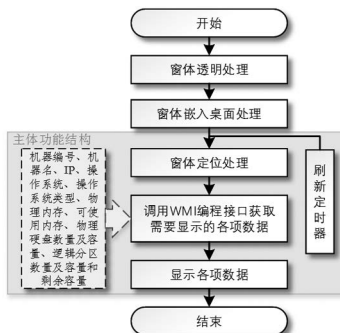 开始
窗体透明处理
窗体嵌入桌面处理
主体功能结构
机器编号、机
器名、IP、操
作系统、操作
系统类型、物
理内存、可使
用内存、物理
硬盘数量及容
量、逻辑分区
数量及容量和
剩余容量
窗体定位处理
调用WMI编程接口获取
需要显示的各项数据
刷新定时器
显示各项数据
结束